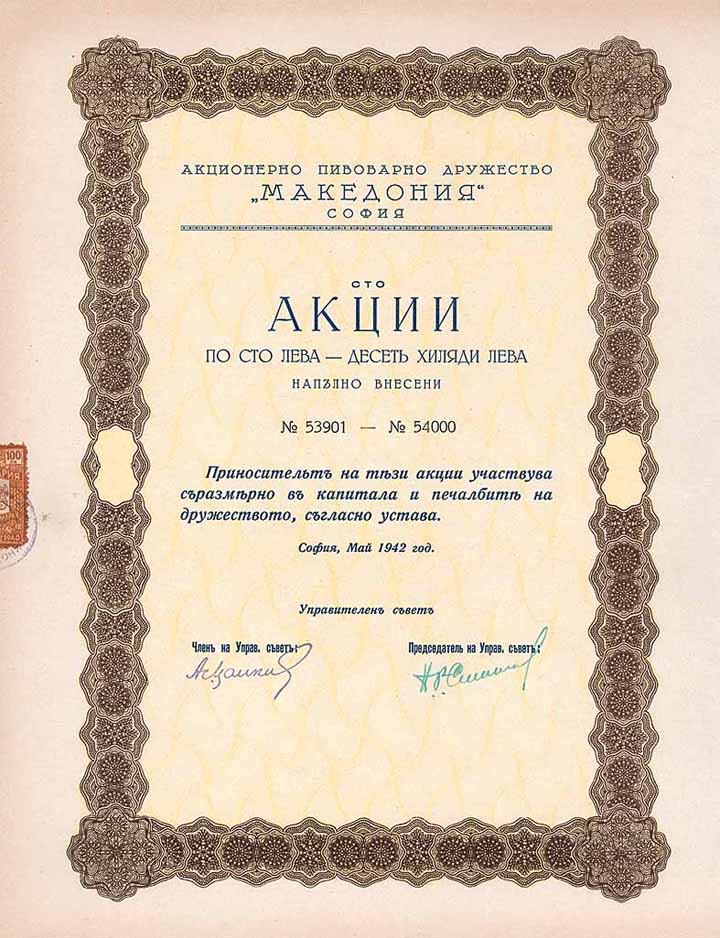 АКЦИОНЕРНО ПИВОВАРНО ДРУЖЕСТВО
„МАКЕДОНИЯ“
СОФИЯ
СТО
АКЦИИ
ПО СТО ЛЕВА — ДЕСЕТЬ ХИЛЯДИ ЛЕВА
НАПЪЛНО ВНЕСЕНИ
№ 53901 — № 54000
Приносительтъ на тѣзи акции участвува
съразмѣрно въ капитала и печалбитѣ на
дружеството, съгласно устава.
София, Май 1942 год.
Управителенъ съветъ
Членъ на Управ. съветъ:
Председатель на Управ. съветъ:
100